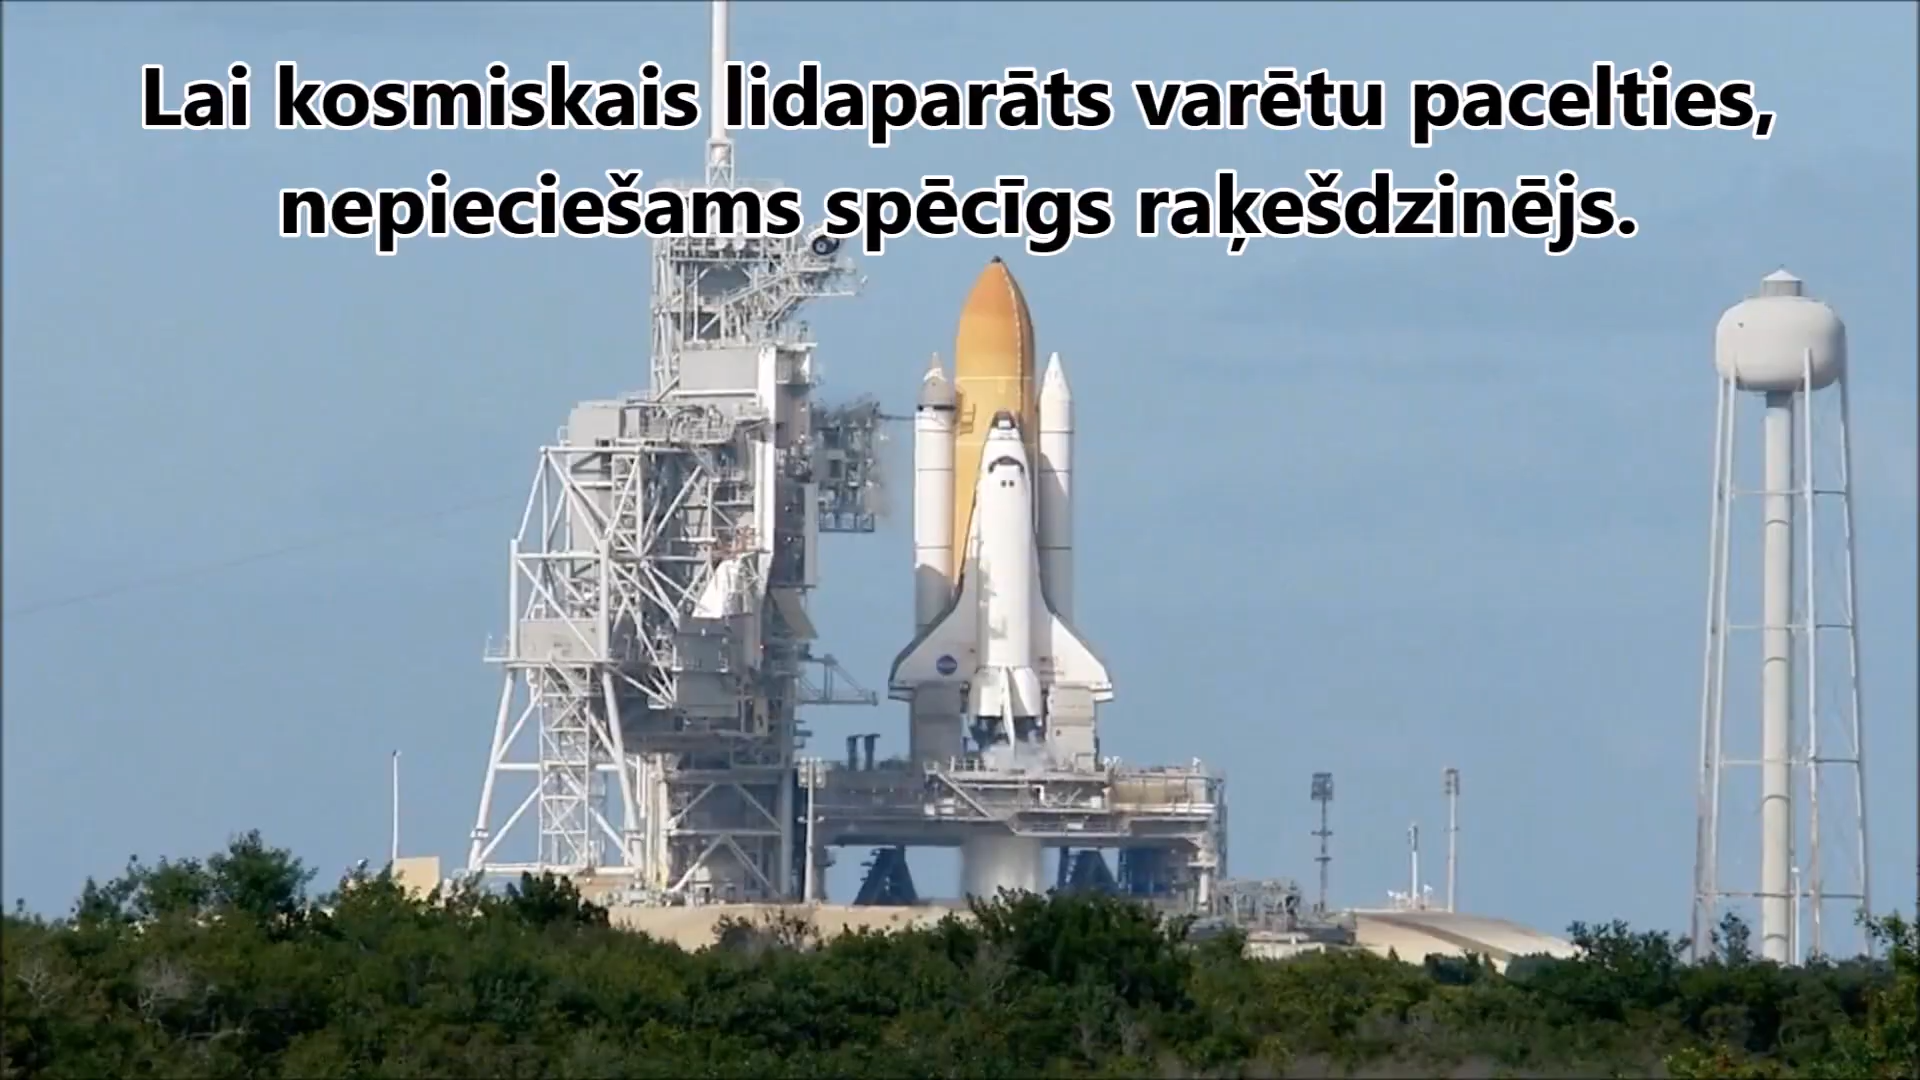 Lai kosmiskais lidaparāts varētu pacelties,
nepieciešams spēcīgs raķešdzinējs.